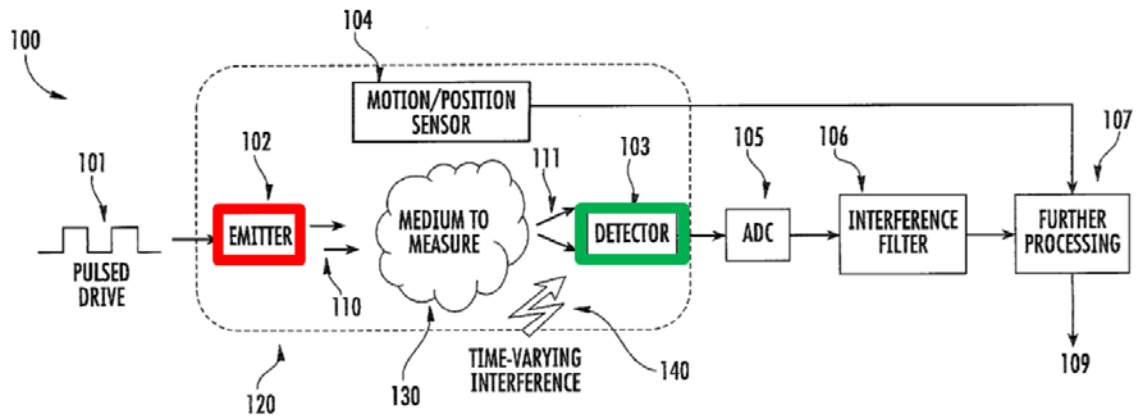 100
104
MOTION/POSITION
SENSOR
107
102
101
111
103
105
106
EMITTER
MEDIUM TO
MEASURE
DETECTOR
ADC
INTERFERENCE
FILTER
FURTHER
PROCESSING
PULSED
DRIVE
110
120
130
TIME-VARYING
INTERFERENCE
140
109